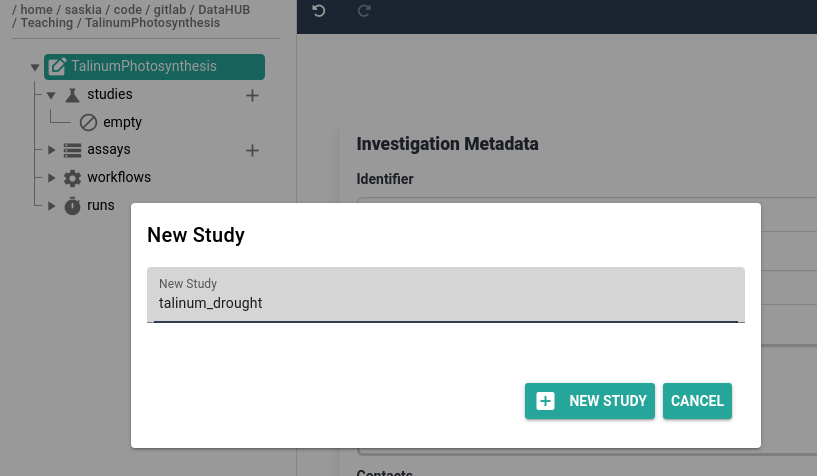 / home / saskia / code / gitlab / DataHUB
/ Teaching / TalinumPhotosynthesis
TalinumPhotosynthesis
studies
empty
assays
workflows
runs
Investigation Metadata
Identifier
New Study
New Study
talinum_drought
NEW STUDY CANCEL
Contacts